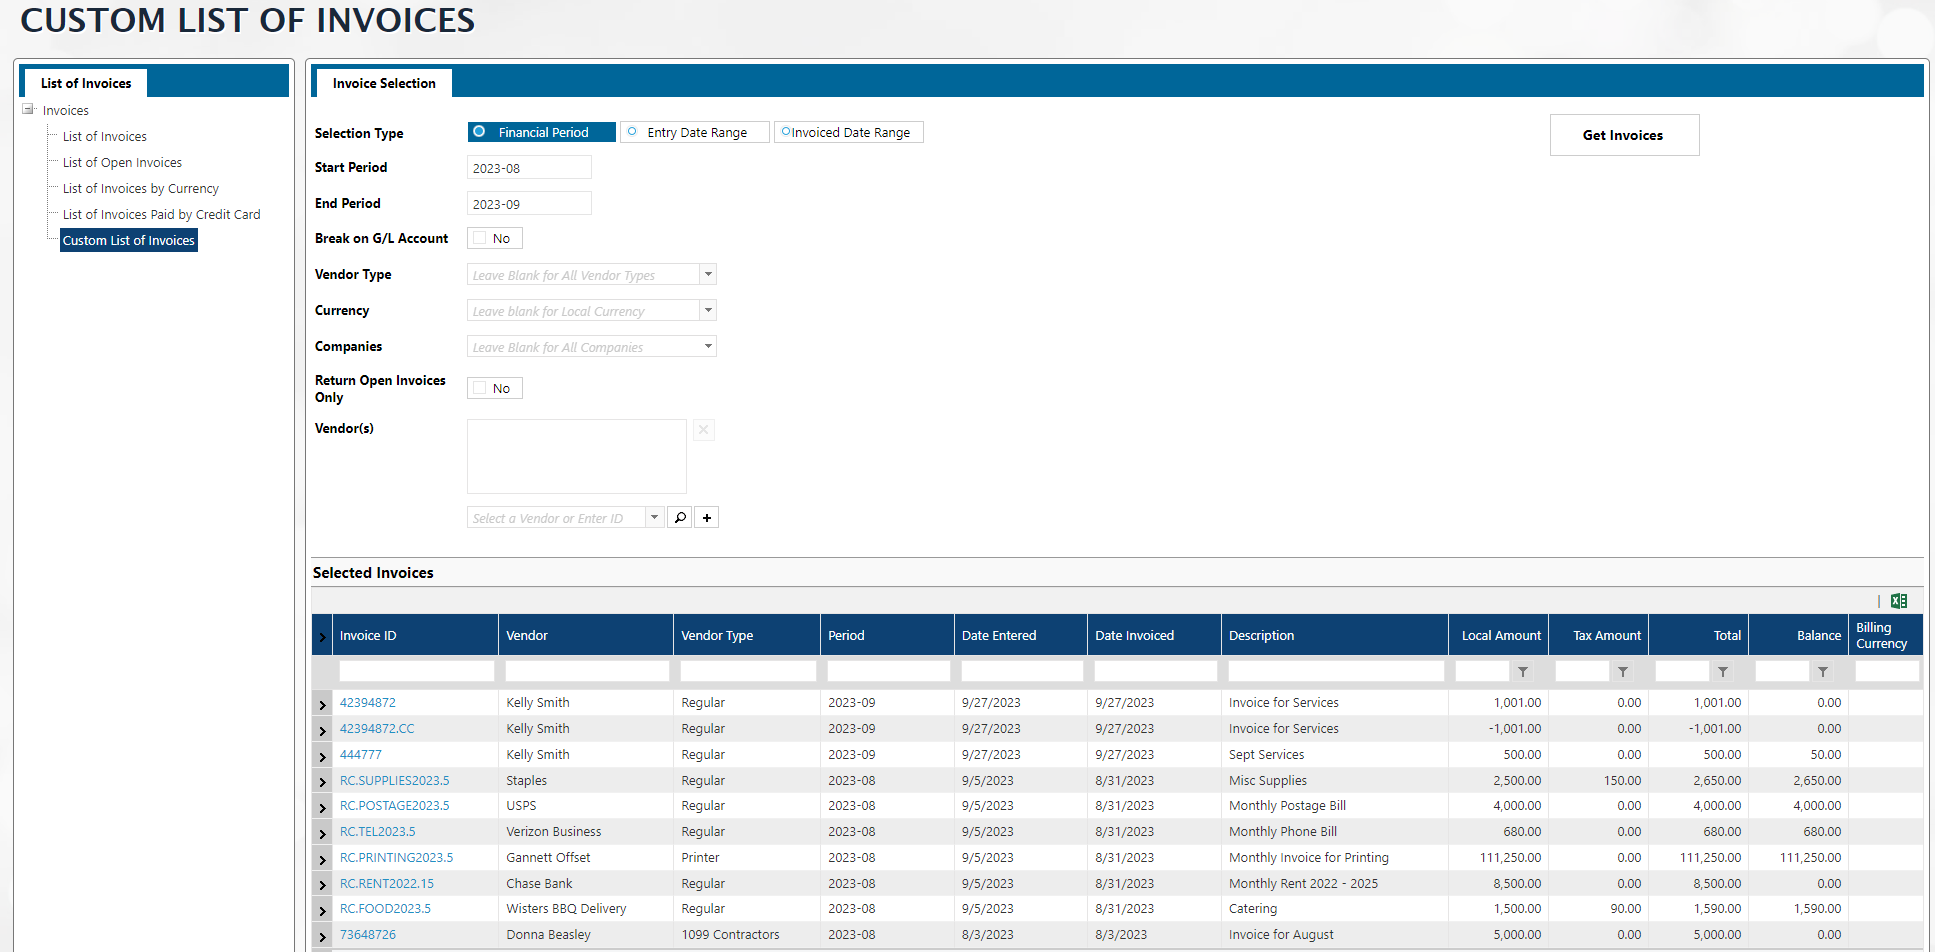 CUSTOM LIST OF INVOICES
List of Invoices
Invoices
List of Invoices
List of Open Invoices
List of Invoices by Currency
List of Invoices Paid by Credit Card
Custom List of Invoices
Invoice Selection
Selection Type Financial Period Entry Date Range Invoiced Date Range Get Invoices
Start Period 2023-08
End Period 2023-09
Break on G/L Account No
Vendor Type Leave Blank for All Vendor Types
Currency Leave blank for Local Currency
Companies Leave Blank for All Companies
Return Open Invoices
Only No
Vendor(s)
Select a Vendor or Enter ID
Selected Invoices
Invoice ID Vendor Vendor Type Period Date Entered Date Invoiced Description Local Amount Tax Amount Total Balance Billing
Currency
42394872 Kelly Smith Regular 2023-09 9/27/2023 9/27/2023 Invoice for Services 1,001.00 0.00 1,001.00 0.00
42394872.CC Kelly Smith Regular 2023-09 9/27/2023 9/27/2023 Invoice for Services -1,001.00 0.00 -1,001.00 0.00
444777 Kelly Smith Regular 2023-09 9/27/2023 9/27/2023 Sept Services 500.00 0.00 500.00 50.00
RC.SUPPLIES2023.5 Staples Regular 2023-08 9/5/2023 8/31/2023 Misc Supplies 2,500.00 150.00 2,650.00 2,650.00
RC.POSTAGE2023.5 USPS Regular 2023-08 9/5/2023 8/31/2023 Monthly Postage Bill 4,000.00 0.00 4,000.00 4,000.00
RC.TEL2023.5 Verizon Business Regular 2023-08 9/5/2023 8/31/2023 Monthly Phone Bill 680.00 0.00 680.00 680.00
RC.PRINTING2023.5 Gannett Offset Printer 2023-08 9/5/2023 8/31/2023 Monthly Invoice for Printing 111,250.00 0.00 111,250.00 111,250.00
RC.RENT2022.15 Chase Bank Regular 2023-08 9/5/2023 8/31/2023 Monthly Rent 2022 - 2025 8,500.00 0.00 8,500.00 0.00
RC.FOOD2023.5 Wisters BBQ Delivery Regular 2023-08 9/5/2023 8/31/2023 Catering 1,500.00 90.00 1,590.00 1,590.00
73648726 Donna Beasley 1099 Contractors 2023-08 8/3/2023 8/3/2023 Invoice for August 5,000.00 0.00 5,000.00 0.00